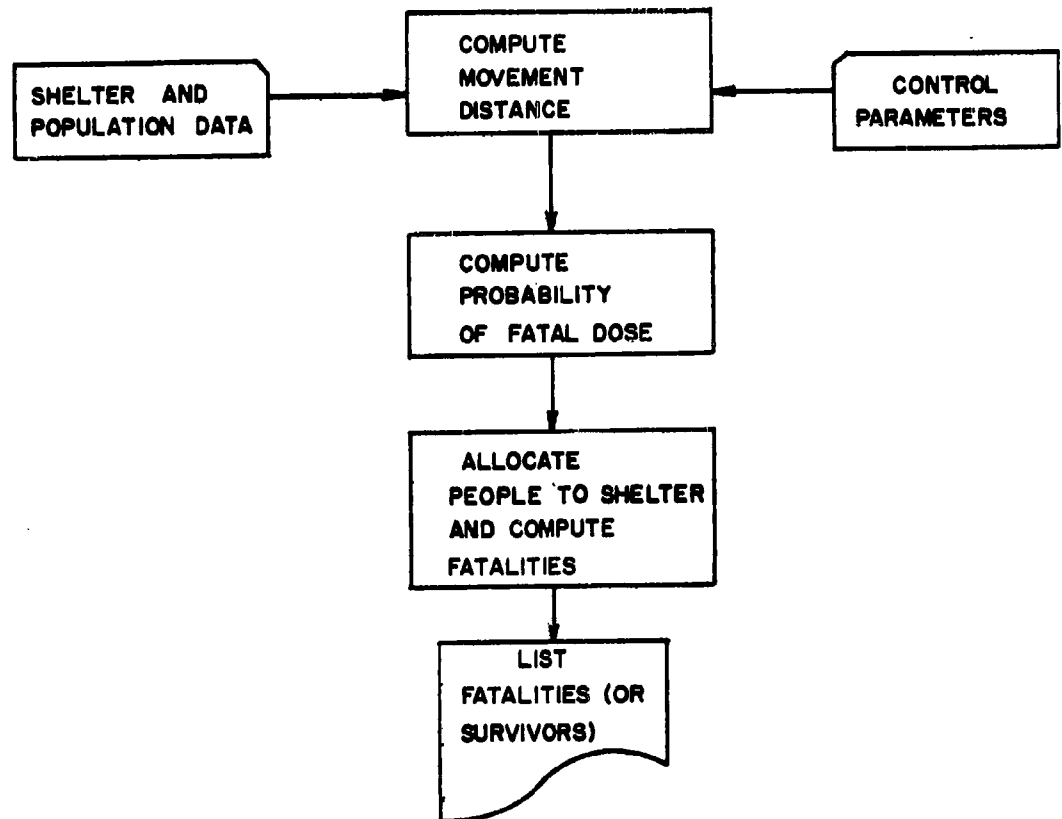 SHELTER AND
POPULATION DATA
COMPUTE
MOVEMENT
DISTANCE
CONTROL
PARAMETERS
COMPUTE
PROBABILITY
OF FATAL DOSE
ALLOCATE
PEOPLE TO SHELTER
AND COMPUTE
FATALITIES
LIST
FATALITIES (OR
SURVIVORS)